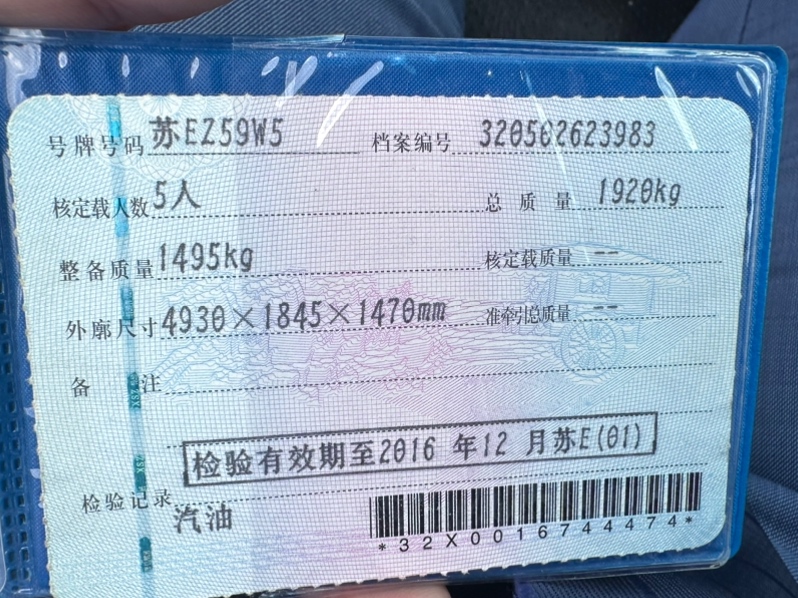 号牌号码 苏EZ59W5 档案编号 320502623983
核定载人数 5人 总质量 1920kg
整备质量 1495kg 核定载质量 --
外廓尺寸 4930×1845×1470mm 准牵引总质量 --
备注
检验有效期至2016 年12 月苏E(01)
检验记录
汽油
*32X0016744474*